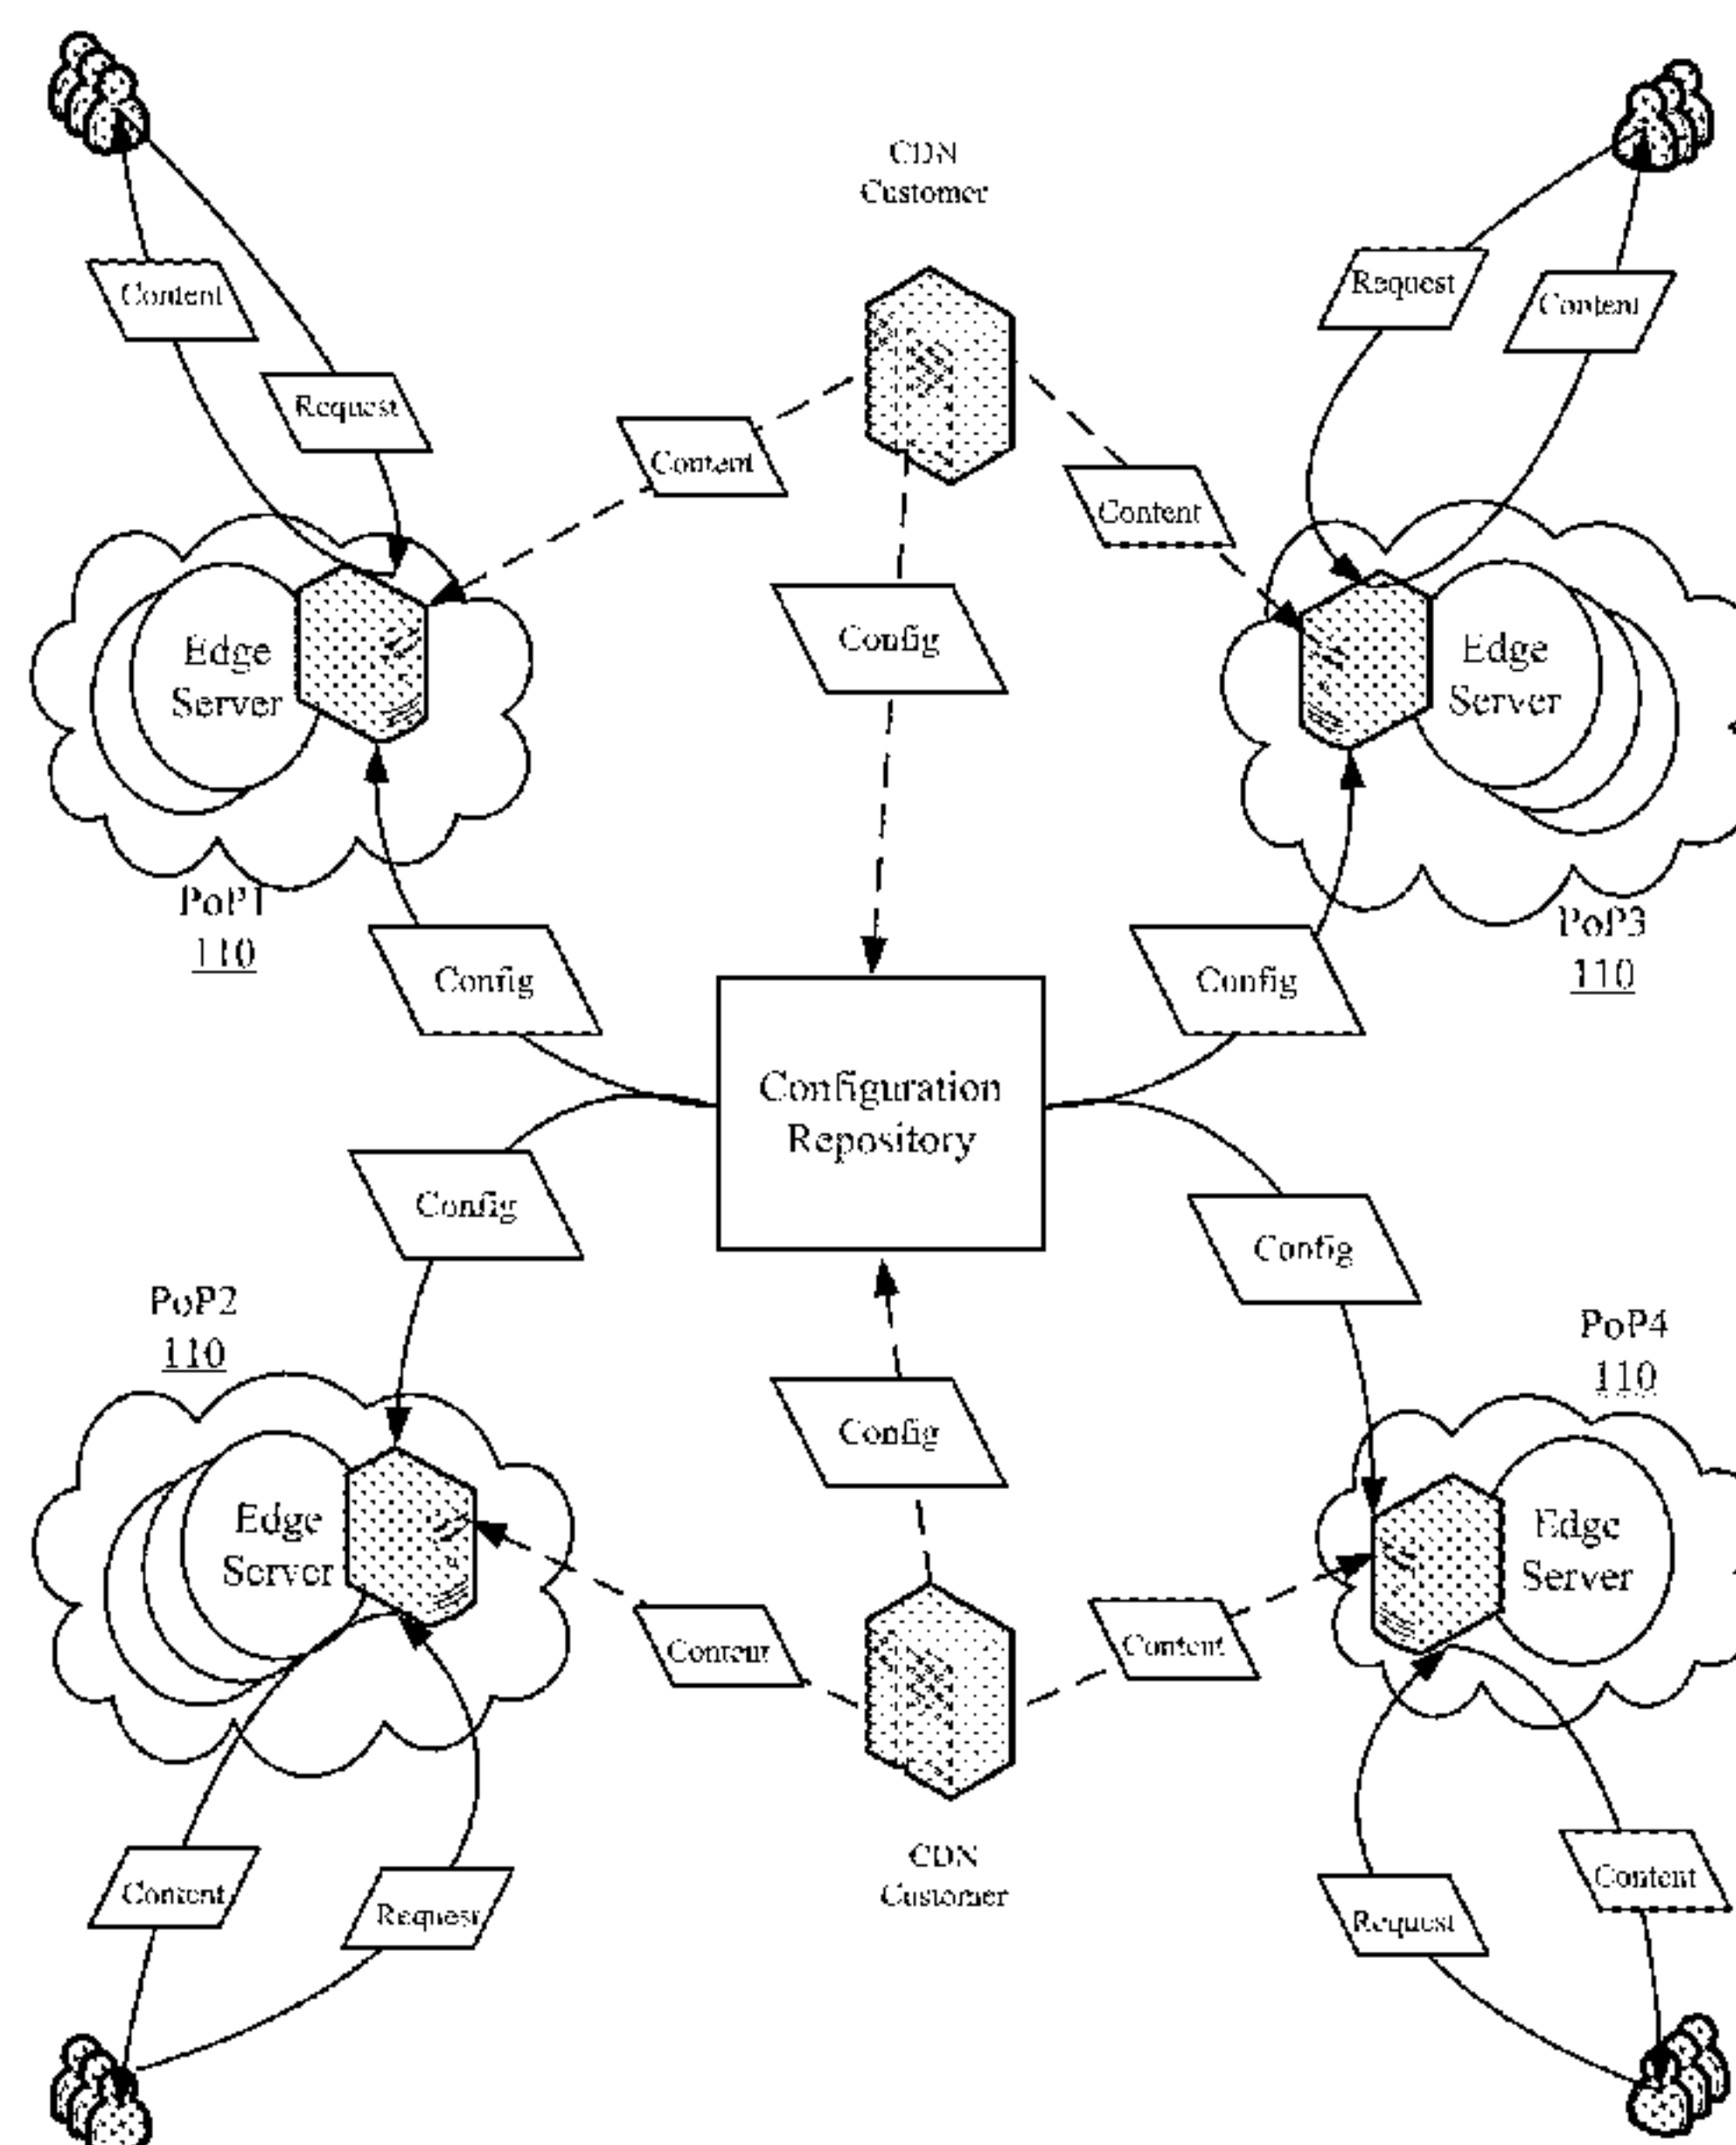 CDN
Customer
Content
Request
Content
Request
Content
Content
Edge
Server
Config
Edge
Server
PoP1
110
PoP3
110
Config
Config
Configuration
Repository
Config
Config
PoP2
110
PoP4
110
Config
Edge
Server
Edge
Server
Content
Content
CDN
Customer
Content
Request
Content
Request